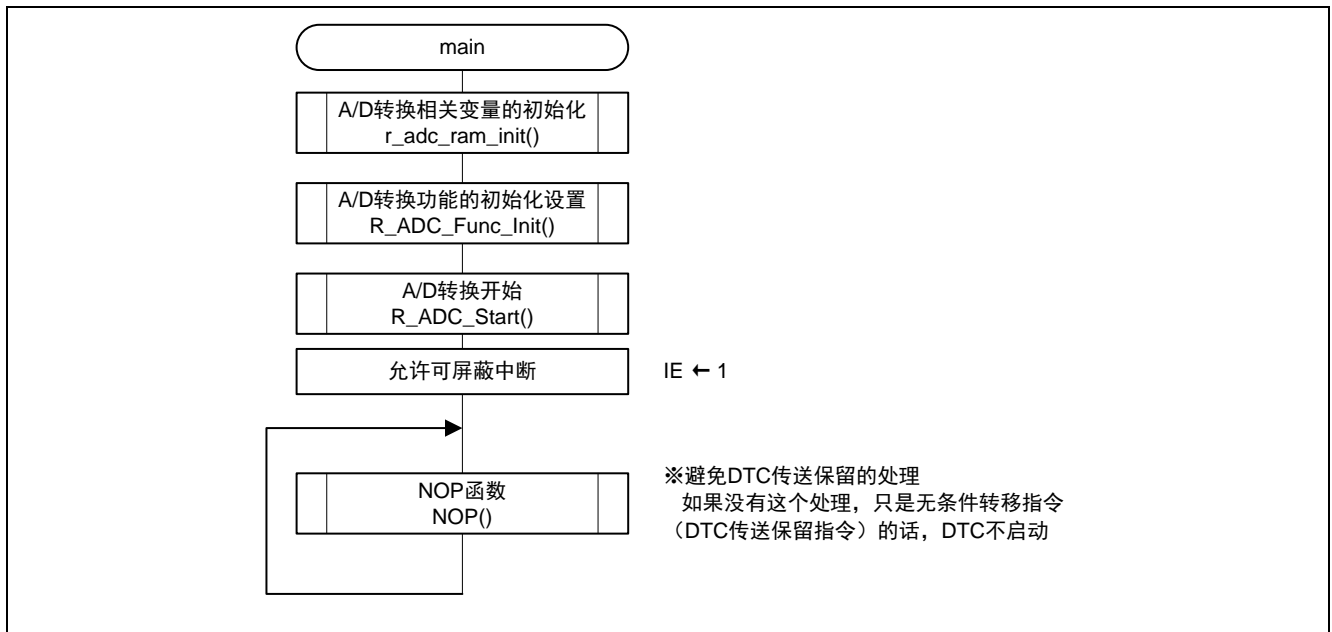 main
A/D转换相关变量的初始化
r_adc_ram_init()
A/D转换功能的初始化设置
R_ADC_Func_Init()
A/D转换开始
R_ADC_Start()
允许可屏蔽中断
IE ← 1
NOP函数
NOP()
※避免DTC传送保留的处理
如果没有这个处理，只是无条件转移指令
（DTC传送保留指令）的话，DTC不启动